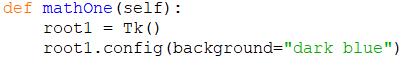 def mathOne(self):
    root1 = Tk()
    root1.config(background="dark blue")